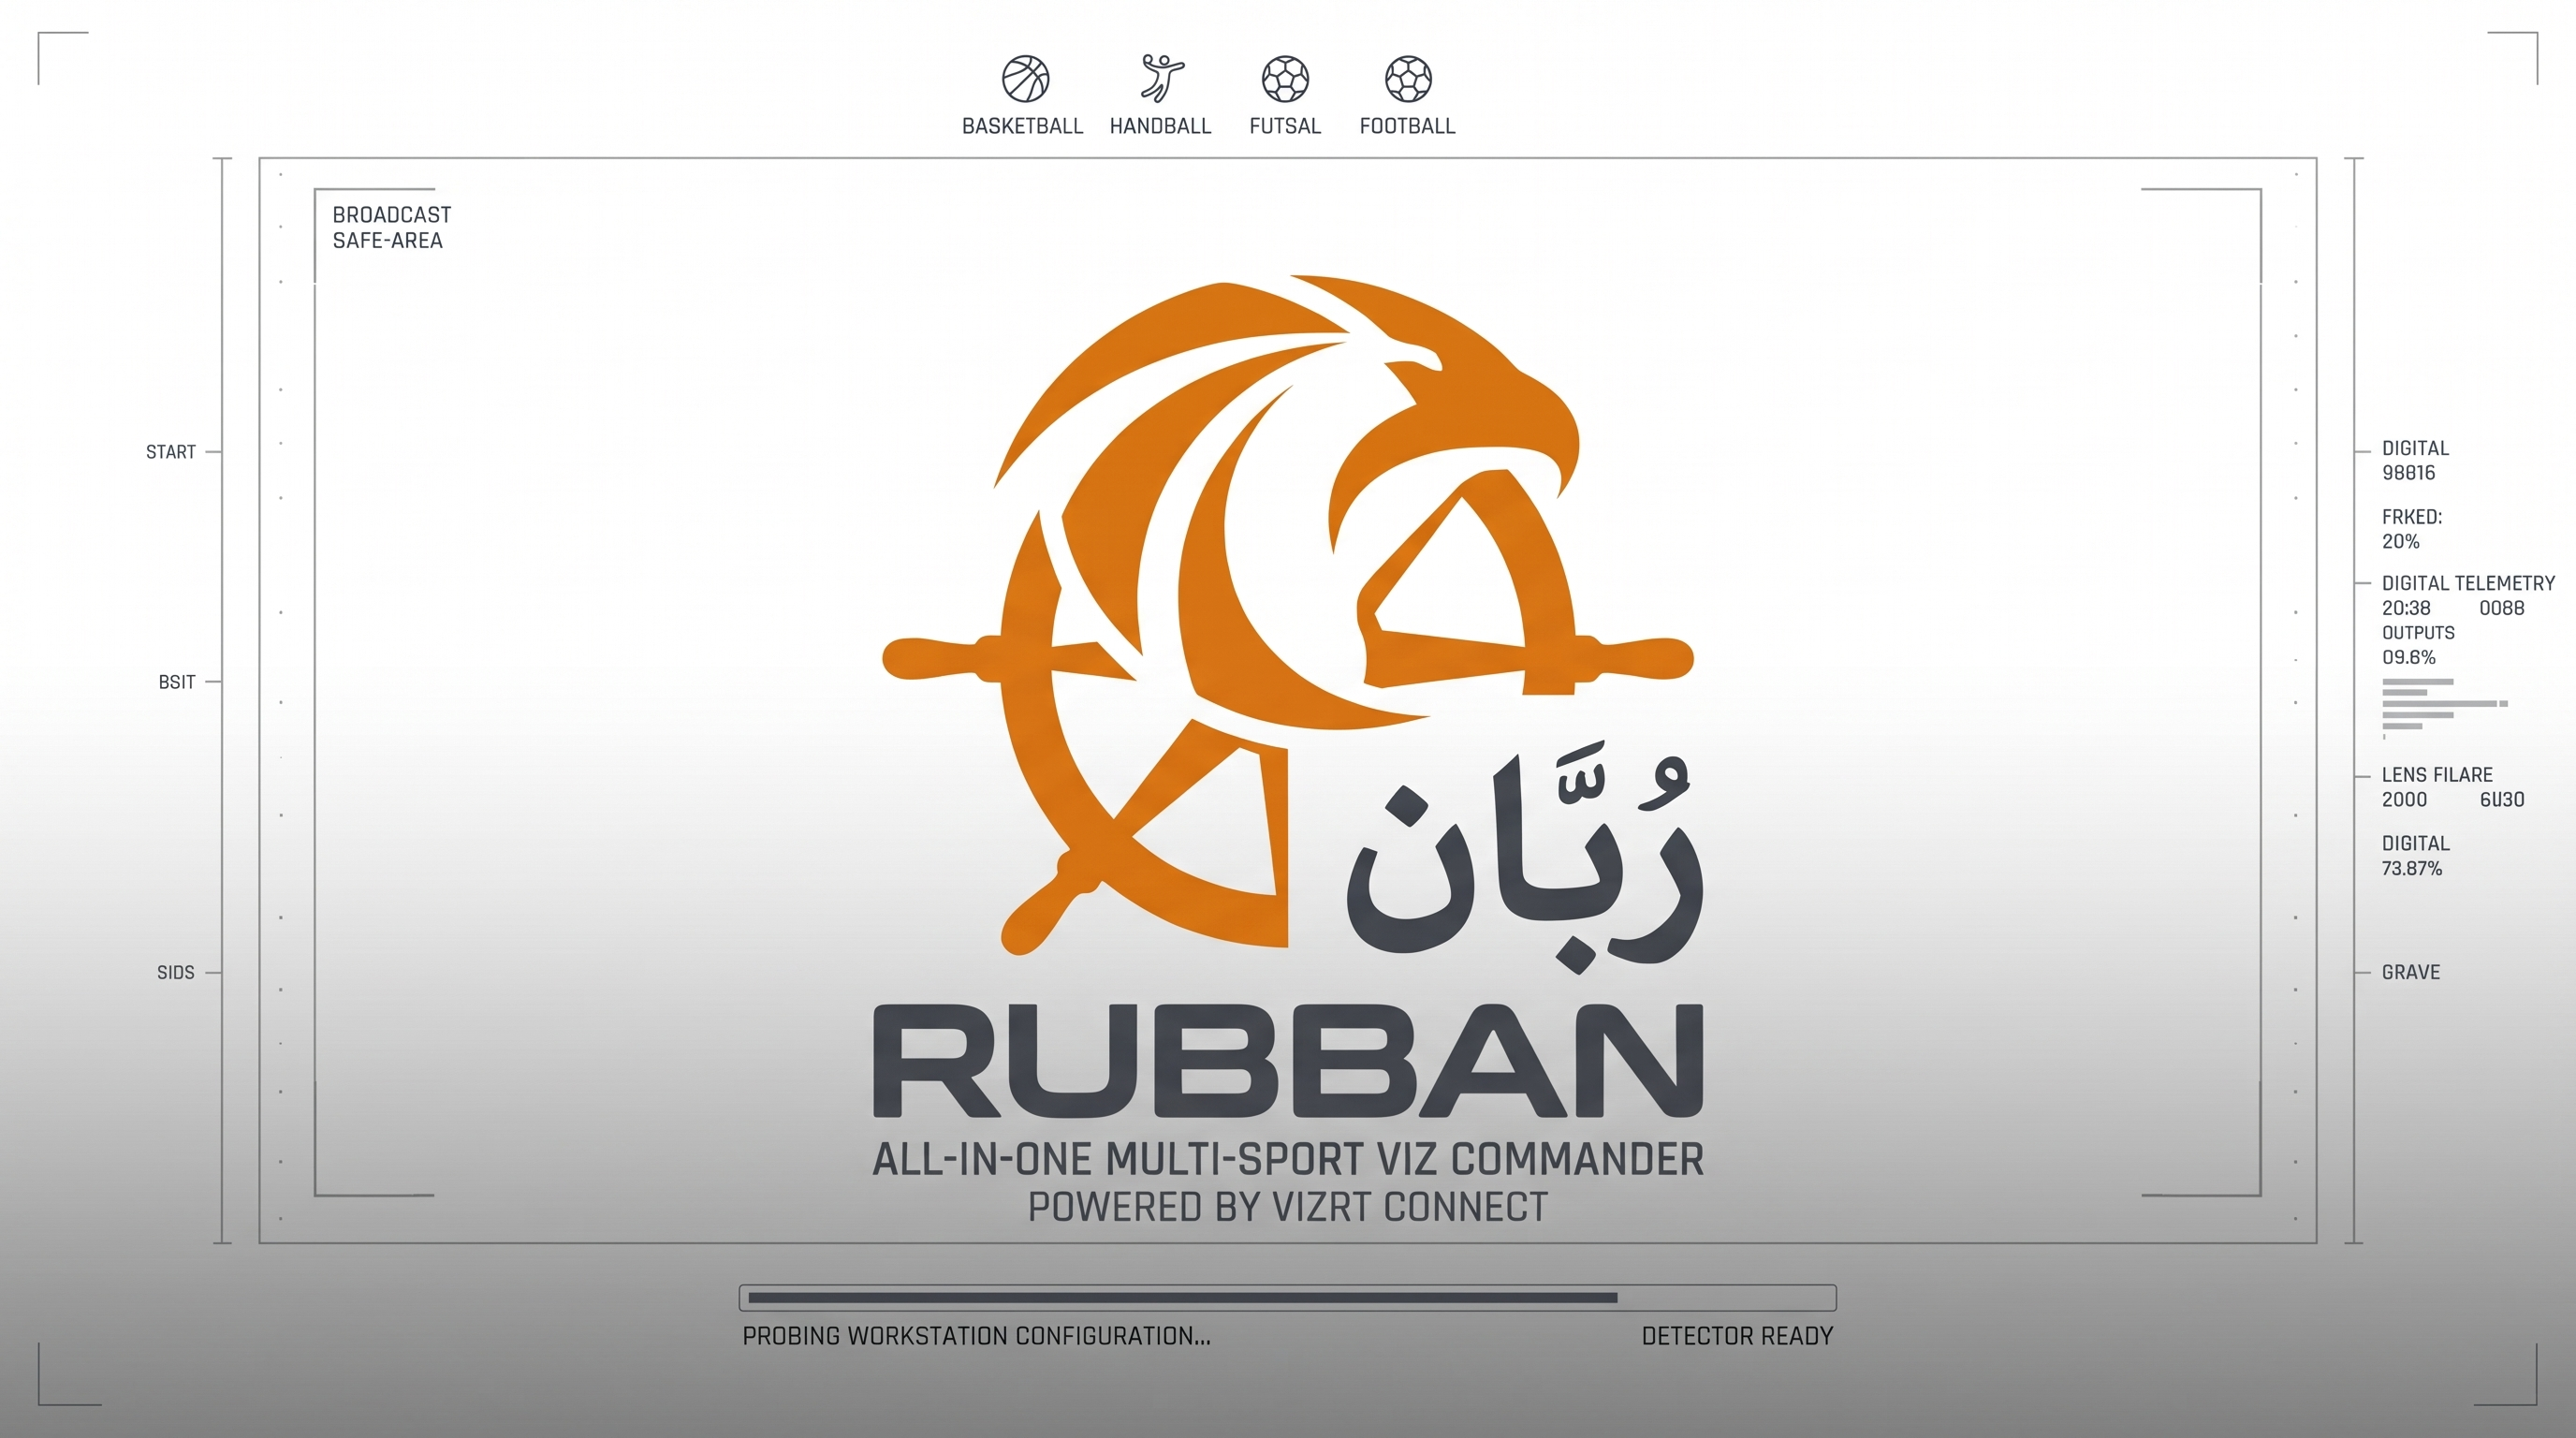 BASKETBALL
HANDBALL
FUTSAL
FOOTBALL
BROADCAST
SAFE-AREA
START
BSIT
SIDS
DIGITAL
98816
FRKED:
20%
DIGITAL TELEMETRY
20:38 008B
OUTPUTS
09.6%
LENS FILARE
2000 6U30
DIGITAL
73.87%
GRAVE
رُبَّان
RUBBAN
ALL-IN-ONE MULTI-SPORT VIZ COMMANDER
POWERED BY VIZRT CONNECT
PROBING WORKSTATION CONFIGURATION...
DETECTOR READY